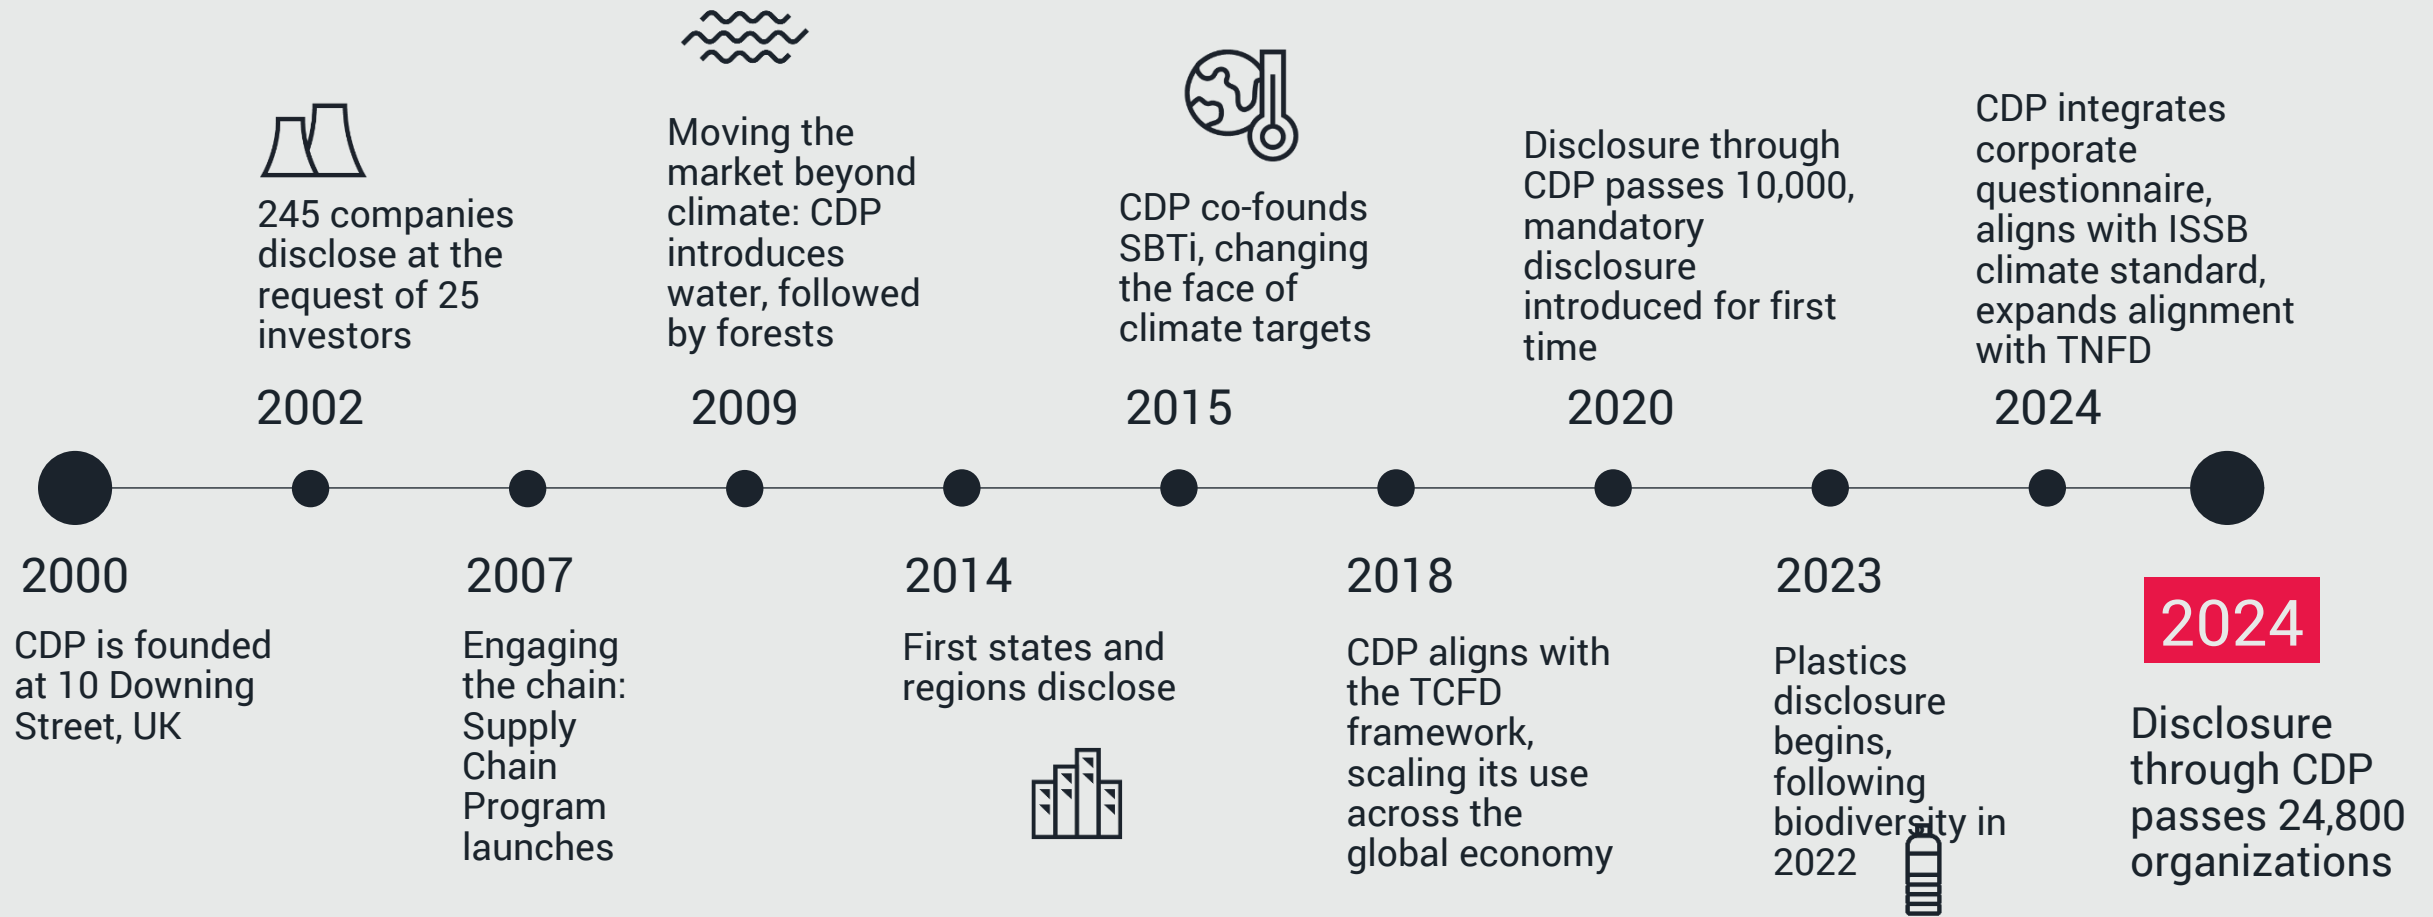 245 companies
disclose at the
request of 25
investors
2002
Moving the
market beyond
climate: CDP
introduces
water, followed
by forests
2009
CDP co-founds
SBTi, changing
the face of
climate targets
2015
Disclosure through
CDP passes 10,000,
mandatory
disclosure
introduced for first
time
2020
CDP integrates
corporate
questionnaire,
aligns with ISSB
climate standard,
expands alignment
with TNFD
2024
2000
CDP is founded
at 10 Downing
Street, UK
2007
Engaging
the chain:
Supply
Chain
Program
launches
2014
First states and
regions disclose
2018
CDP aligns with
the TCFD
framework,
scaling its use
across the
global economy
2023
Plastics
disclosure
begins,
following
biodiversity in
2022
2024
Disclosure
through CDP
passes 24,800
organizations